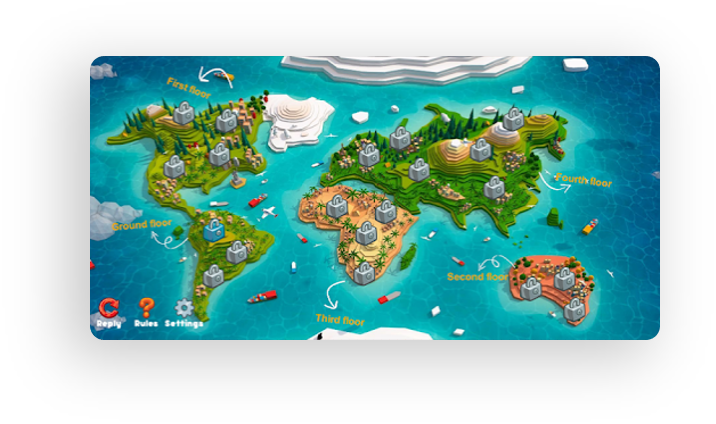 First floor
Fourth floor
Ground floor
Second floor
Third floor
Reply
Rules
Settings